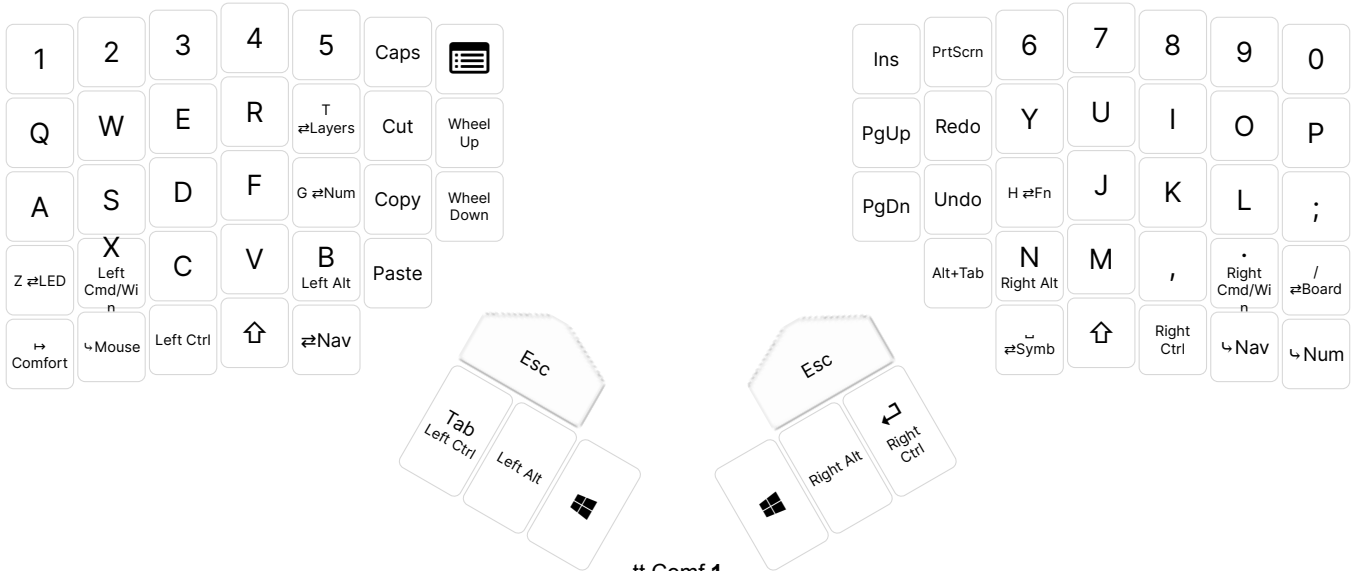 1 2 3 4 5 Caps
Ins PrtScrn 6 7 8 9 0
Q W E R T
⇄Layers
Cut
Wheel
Up
PgUp Redo Y U I O P
A S D F G ⇄Num Copy
Wheel
Down
PgDn Undo H ⇄Fn J K L ;
Z ⇄LED
X
Left
Cmd/Wi
n
C V B
Left Alt
Paste
Alt+Tab
N
Right Alt
M ,
.
Right
Cmd/Wi
n
/
⇄Board
↦
Comfort
⤷Mouse
Left Ctrl
⇧
⇄Nav
⎵
⇄Symb
⇧
Right
Ctrl
⤷Nav
⤷Num
Esc
Tab
Left Ctrl
Left Alt
Esc
Right Alt
Right
Ctrl